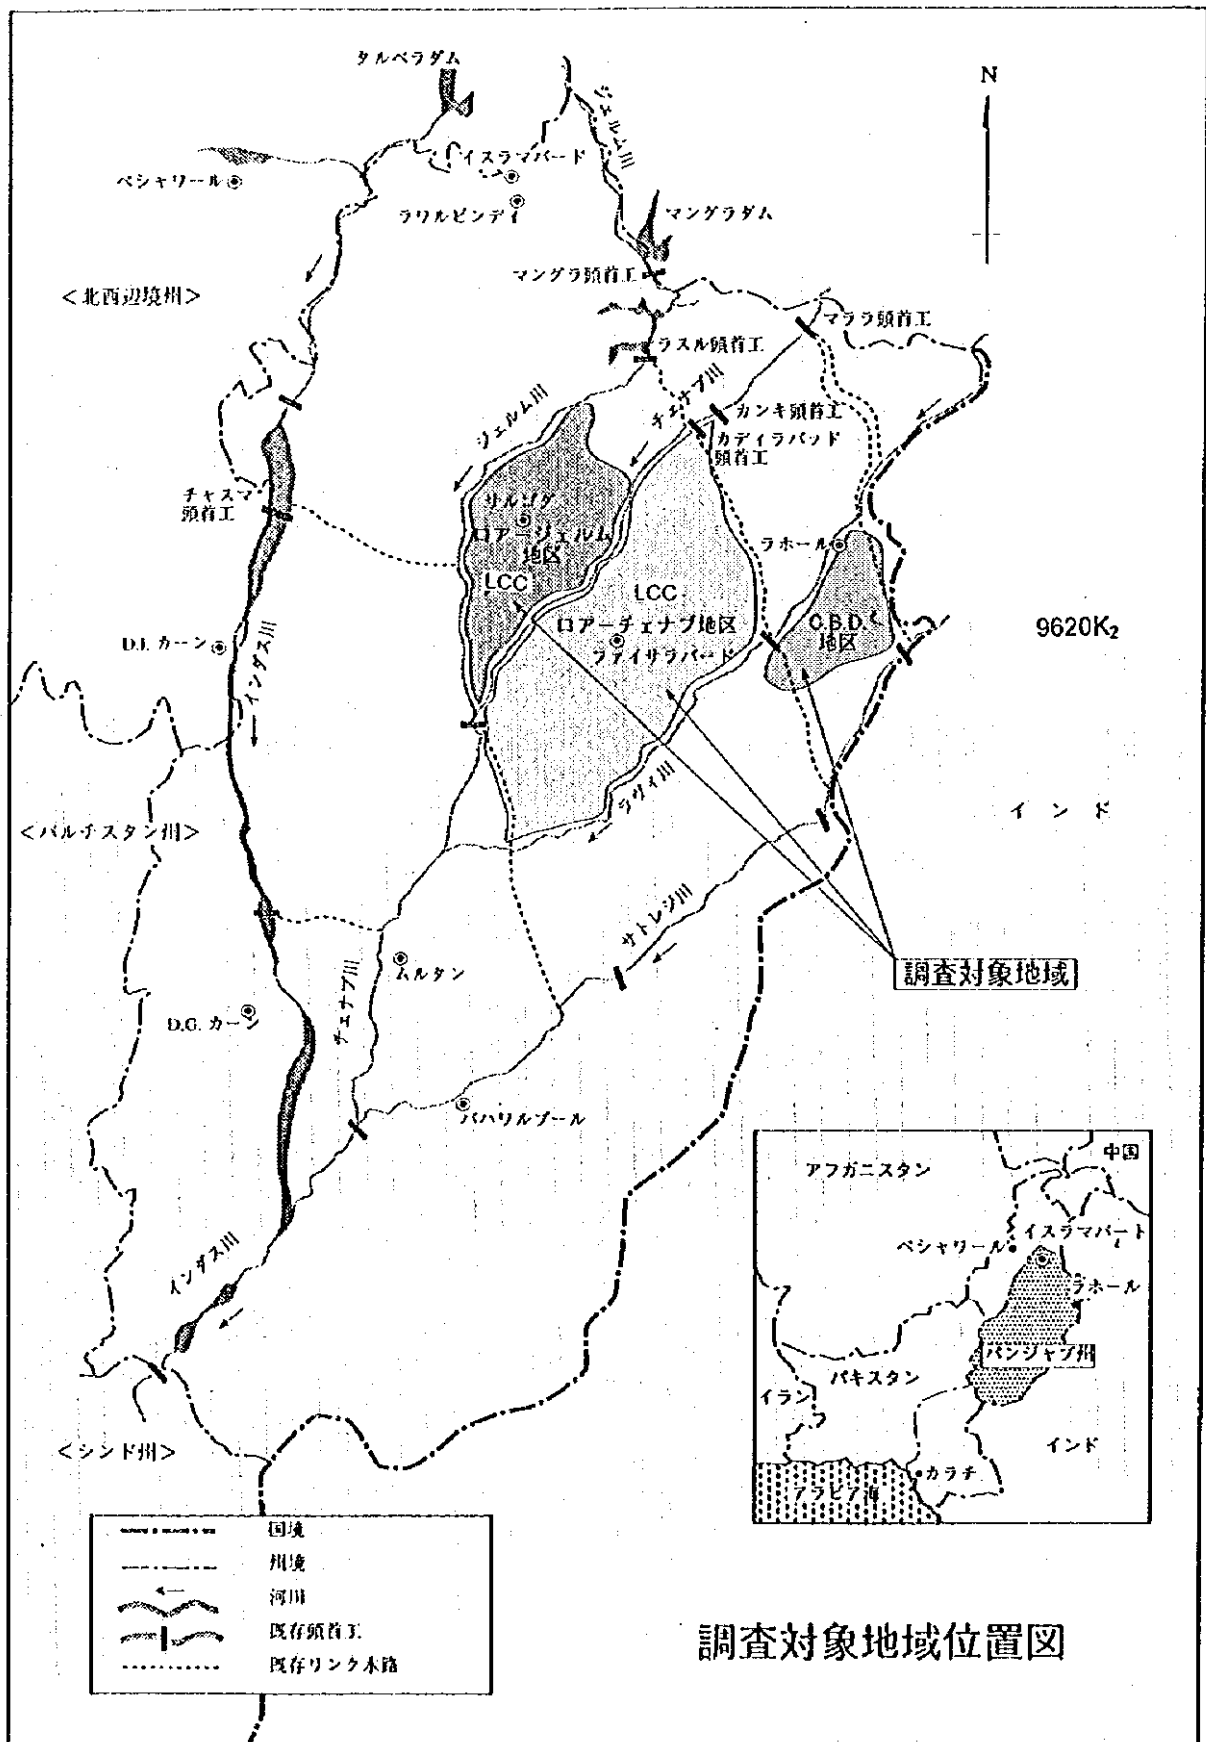 タルベラダム
N
ジェルム川
イスラマバード
ペシャワール
ラワルピンディ
マングラダム
マングラ頭首工
<北西辺境州>
マララ頭首工
ラスル頭首工
チェナブ川
ジェルム川
カンキ頭首工
カディラバッド
頭首工
チャスマ
頭首工
サルゴダ
ロアージェルム
地区
LCC
ラホール
LCC
ロアーチェナブ地区
ファイサラバード
C.B.D.C
地区
9620K₂
D.I. カーン
インダス川
ラヴィ川
インド
<バルチスタン州>
サトレジ川
調査対象地域
ムルタン
D.G. カーン
チェナブ川
バハワルプール
インダス川
<シンド州>
中国
アフガニスタン
イスラマバード
ペシャワール
ラホール
パンジャブ州
パキスタン
イラン
インド
カラチ
アラビア海
国境
州境
河川
既存頭首工
既存リンク水路
調査対象地域位置図